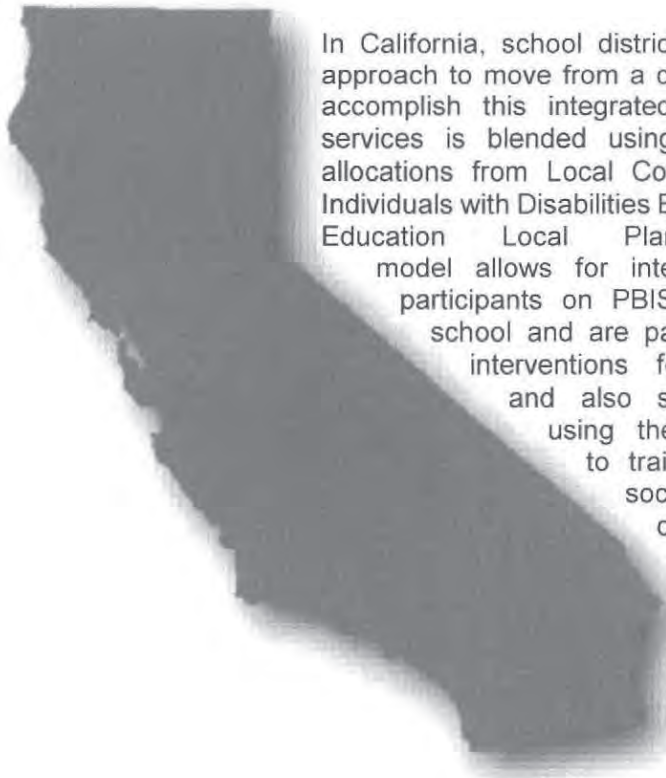 In California, school distric
approach to move from a c
accomplish this integrated
services is blended using
allocations from Local Co
Individuals with Disabilities E
Education Local Plan
model allows for inte
participants on PBIS
school and are pa
interventions f
and also s
using the
to trai
soc
c